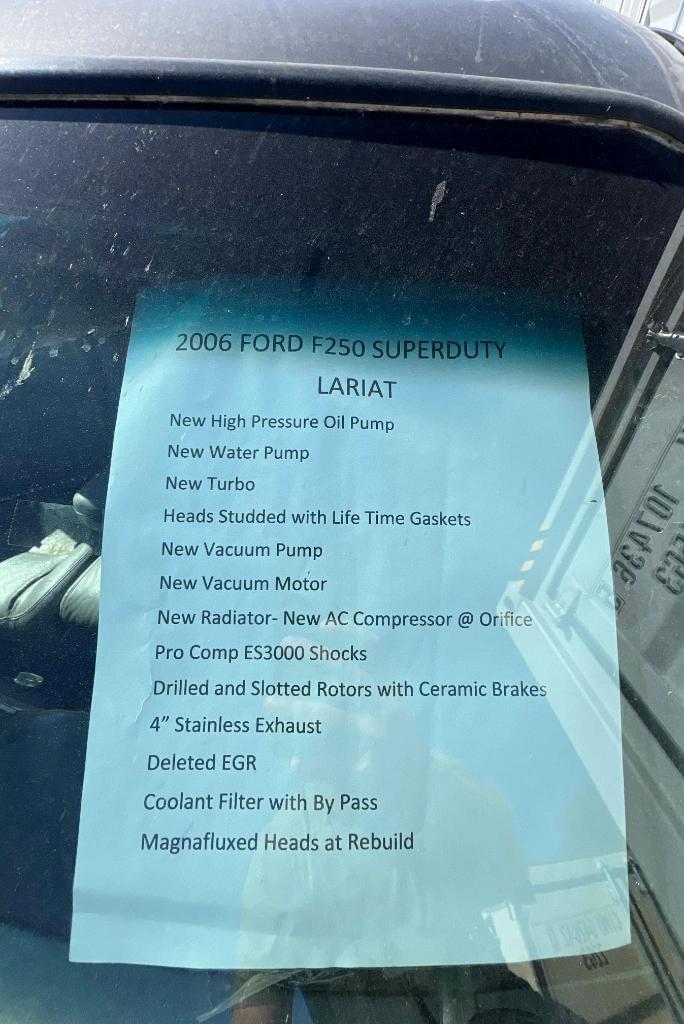 2006 FORD F250 SUPERDUTY
LARIAT
New High Pressure Oil Pump
New Water Pump
New Turbo
Heads Studded with Life Time Gaskets
New Vacuum Pump
New Vacuum Motor
New Radiator- New AC Compressor @ Orifice
Pro Comp ES3000 Shocks
Drilled and Slotted Rotors with Ceramic Brakes
4” Stainless Exhaust
Deleted EGR
Coolant Filter with By Pass
Magnafluxed Heads at Rebuild